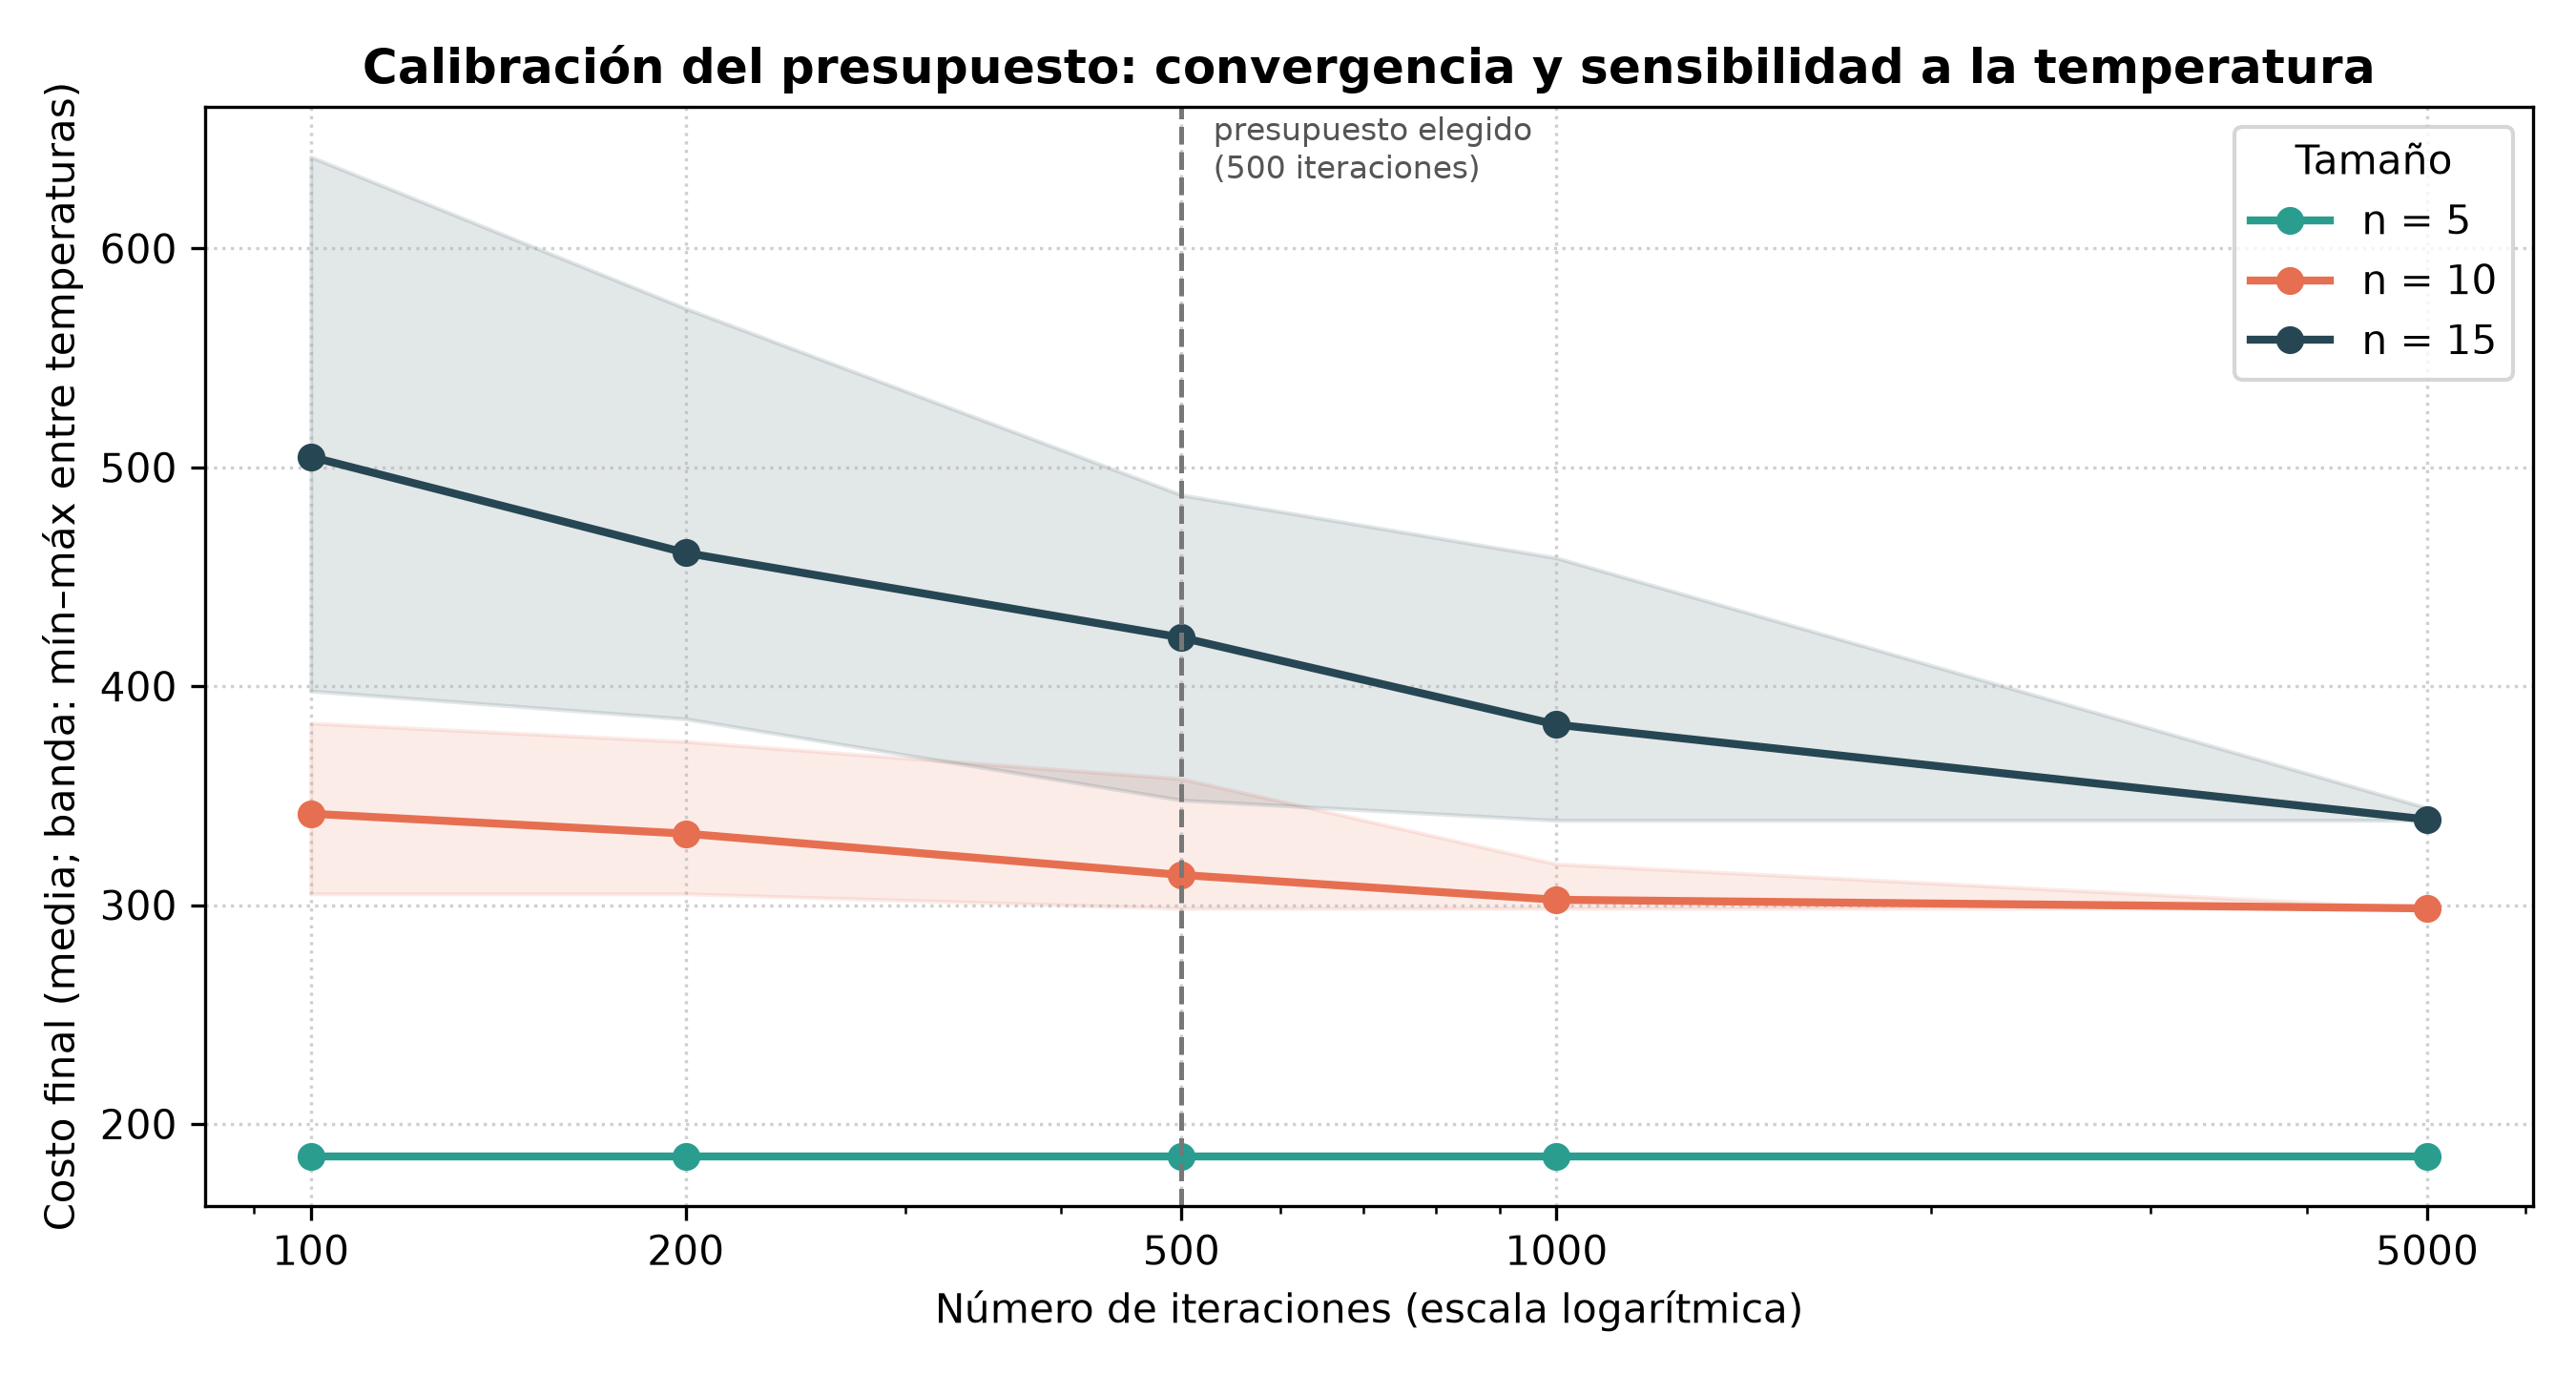 Calibración del presupuesto: convergencia y sensibilidad a la temperatura
Costo final (media; banda: mín–máx entre temperaturas)
600
500
400
300
200
presupuesto elegido
(500 iteraciones)
Tamaño
n = 5
n = 10
n = 15
100
200
500
1000
5000
Número de iteraciones (escala logarítmica)